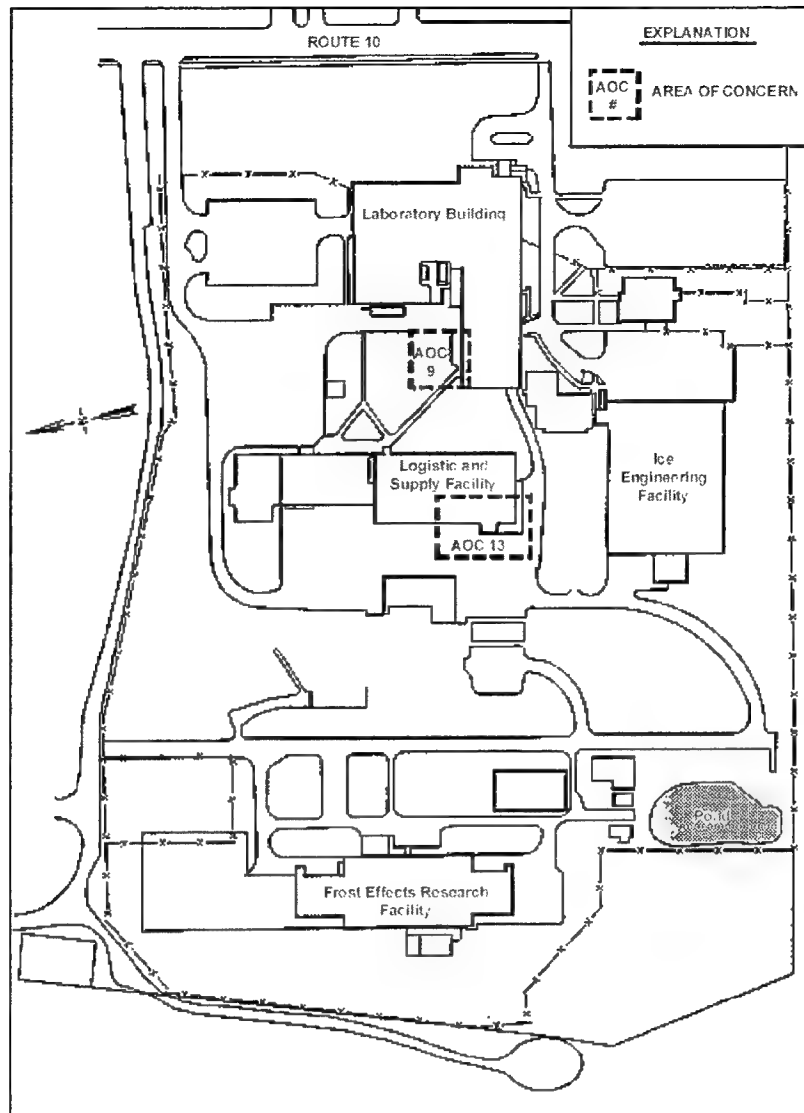 ROUTE 10
EXPLANATION
AOC
#
AREA OF CONCERN
Laboratory Building
AOC
9
Logistic and
Supply Facility
AOC 13
Ice
Engineering
Facility
Pond
Frost Effects Research
Facility